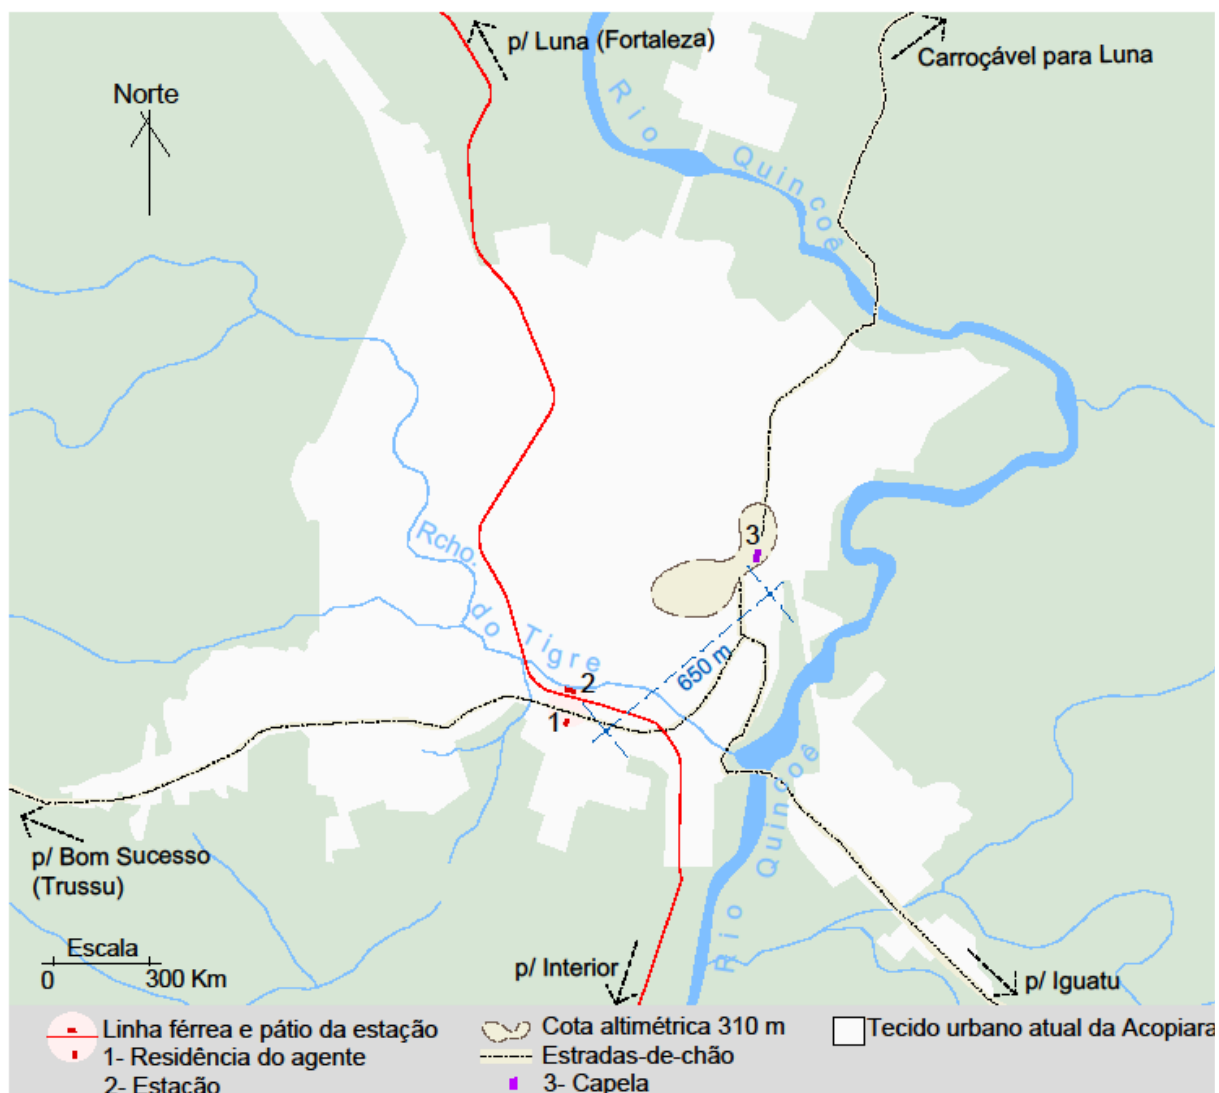 p/ Luna (Fortaleza)
Carroçável para Luna
Norte
Rio Quincoê
3
Rcho. do Tigre
650 m
2
1
Rio Quincoê
p/ Bom Sucesso
(Trussu)
Escala
0 300 Km
p/ Interior
p/ Iguatu
Linha férrea e pátio da estação
1- Residência do agente
2- Estação
Cota altimétrica 310 m
Estradas-de-chão
3- Capela
Tecido urbano atual da Acopiara